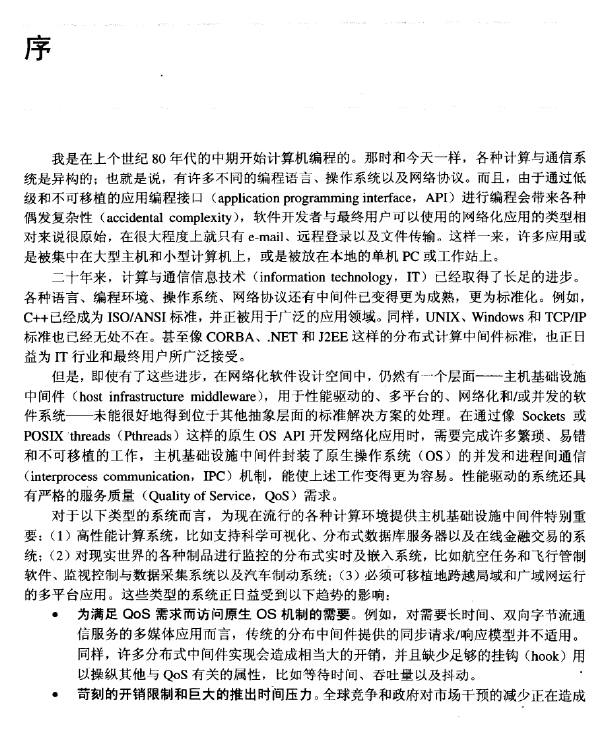 序
我是在上个世纪 80 年代的中期开始计算机编程的。那时和今天一样，各种计算与通信系
统是异构的；也就是说，有许多不同的编程语言、操作系统以及网络协议。而且，由于通过低
级和不可移植的应用编程接口（application programming interface，API）进行编程会带来各种
偶发复杂性（accidental complexity），软件开发者与最终用户可以使用的网络化应用的类型相
对来说很原始，在很大程度上就只有 e-mail、远程登录以及文件传输。这样一来，许多应用或
是被集中在大型主机和小型计算机上，或是被放在本地的单机 PC 或工作站上。
二十年来，计算与通信信息技术（information technology，IT）已经取得了长足的进步。
各种语言、编程环境、操作系统、网络协议还有中间件已变得更为成熟，更为标准化。例如，
C++已经成为 ISO/ANSI 标准，并正被用于广泛的应用领域。同样，UNIX、Windows 和 TCP/IP
标准也已经无处不在。甚至像 CORBA、.NET 和 J2EE 这样的分布式计算中间件标准，也正日
益为 IT 行业和最终用户所广泛接受。
但是，即使有了这些进步，在网络化软件设计空间中，仍然有一个层面——主机基础设施
中间件（host infrastructure middleware），用于性能驱动的、多平台的、网络化和/或并发的软
件系统——未能很好地得到位于其他抽象层面的标准解决方案的处理。在通过像 Sockets 或
POSIX threads（Pthreads）这样的原生 OS API 开发网络化应用时，需要完成许多繁琐、易错
和不可移植的工作，主机基础设施中间件封装了原生操作系统（OS）的并发和进程间通信
（interprocess communication，IPC）机制，能使上述工作变得更为容易。性能驱动的系统还具
有严格的服务质量（Quality of Service，QoS）需求。
对于以下类型的系统而言，为现在流行的各种计算环境提供主机基础设施中间件特别重
要：（1）高性能计算系统，比如支持科学可视化、分布式数据库服务器以及在线金融交易的系
统；（2）对现实世界的各种制品进行监控的分布式实时及嵌入系统，比如航空任务和飞行管制
软件、监视控制与数据采集系统以及汽车制动系统；（3）必须可移植地跨越局域和广域网运行
的多平台应用。这些类型的系统正日益受到以下趋势的影响：
• 为满足 QoS 需求而访问原生 OS 机制的需要。例如，对需要长时间、双向字节流通
信服务的多媒体应用而言，传统的分布中间件提供的同步请求/响应模型并不适用。
同样，许多分布式中间件实现会造成相当大的开销，并且缺少足够的挂钩（hook）用
以操纵其他与 QoS 有关的属性，比如等待时间、吞吐量以及抖动。
• 苛刻的开销限制和巨大的推出时间压力。全球竞争和政府对市场干预的减少正在造成